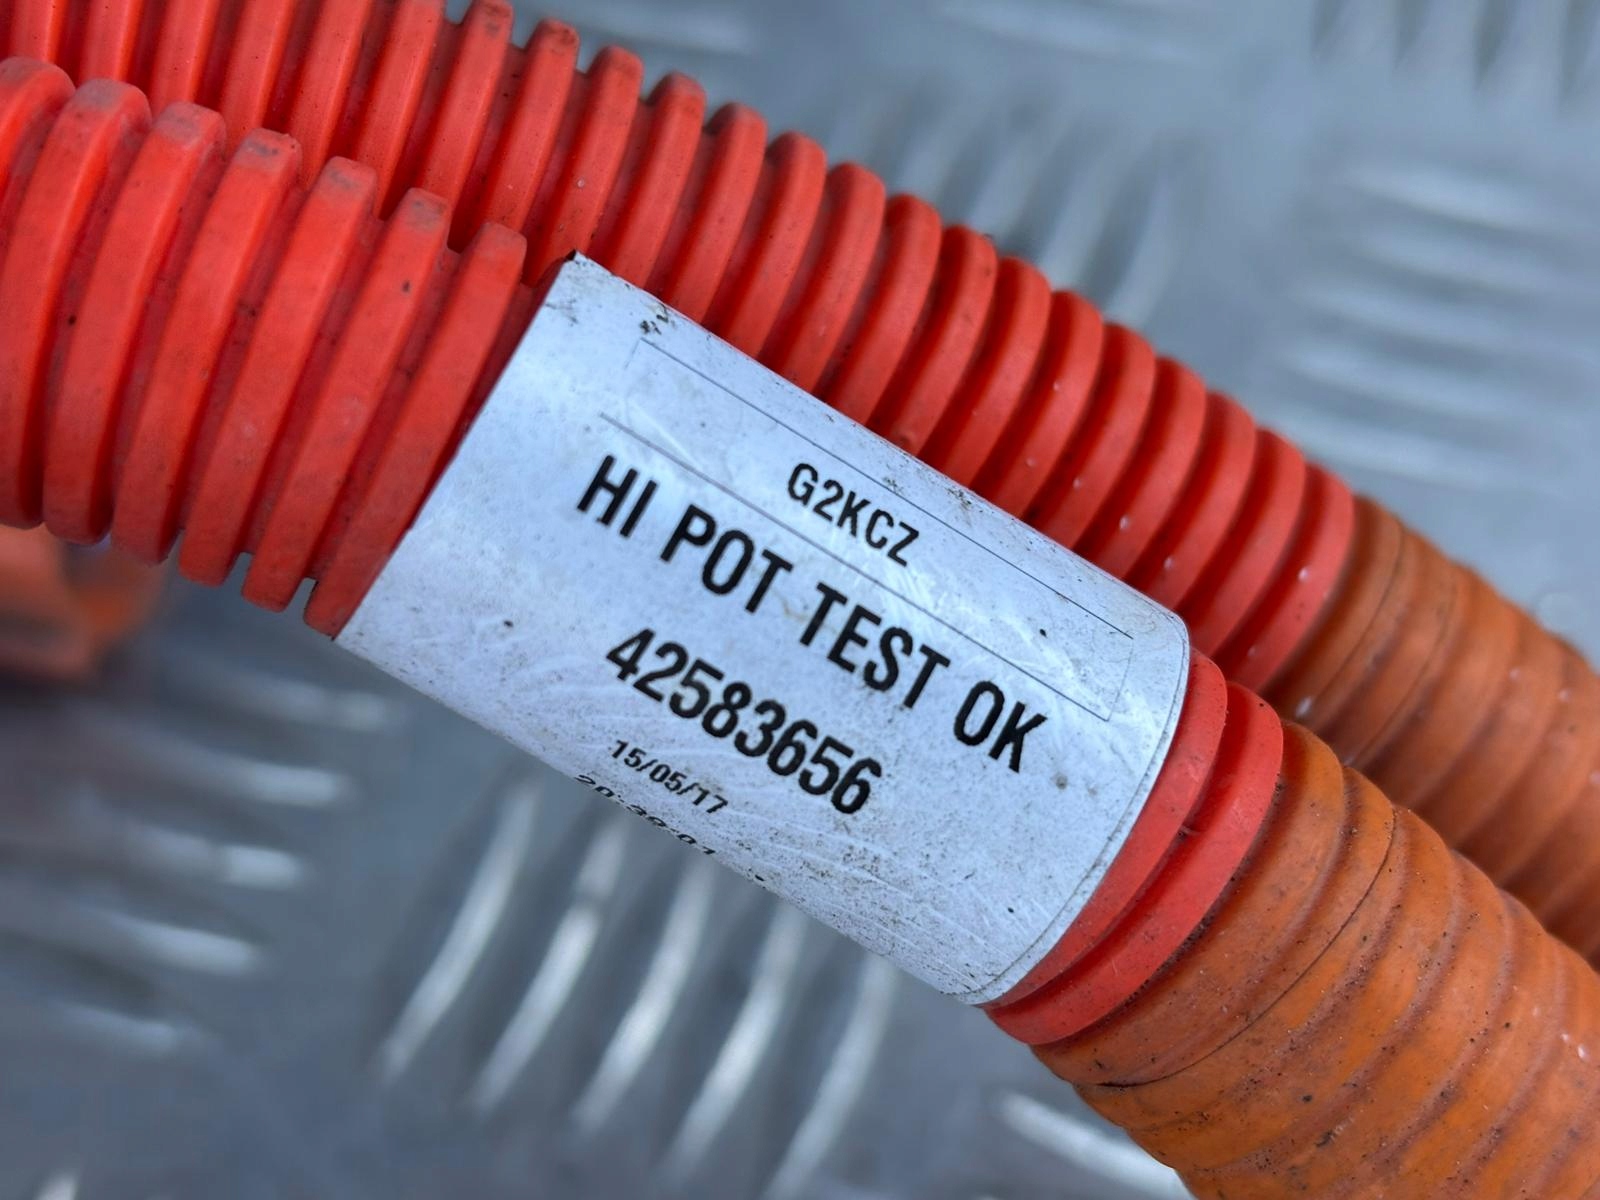 G2KCZ
HI POT TEST OK
42583656
15/05/17